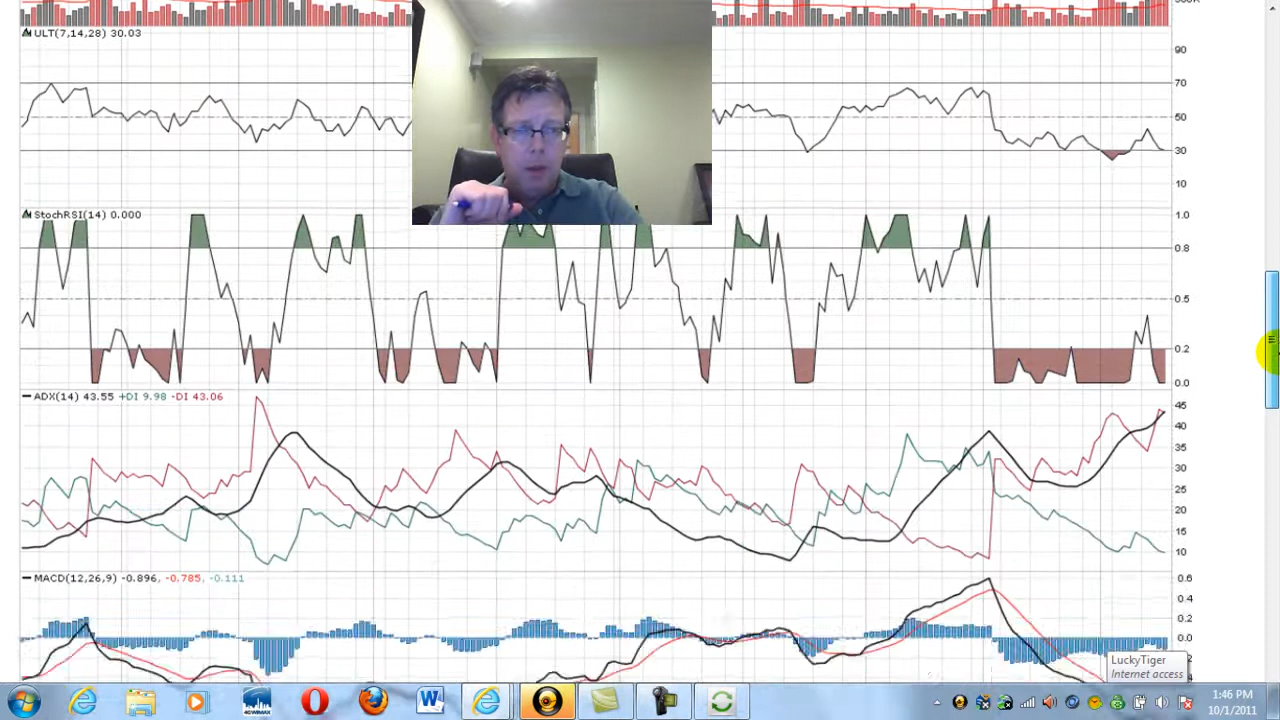 ULT(7,14,28) 30.03
90
70
50
30
10
StochRSI(14) 0.000
1.0
0.8
0.5
0.2
0.0
ADX(14) 43.55 +DI 9.98 -DI 43.06
45
40
35
30
25
20
15
10
MACD(12,26,9) -0.896, -0.785, -0.111
0.6
0.4
0.2
0.0
LuckyTiger
Internet access
4GWIMAX
1:46 PM
10/1/2011